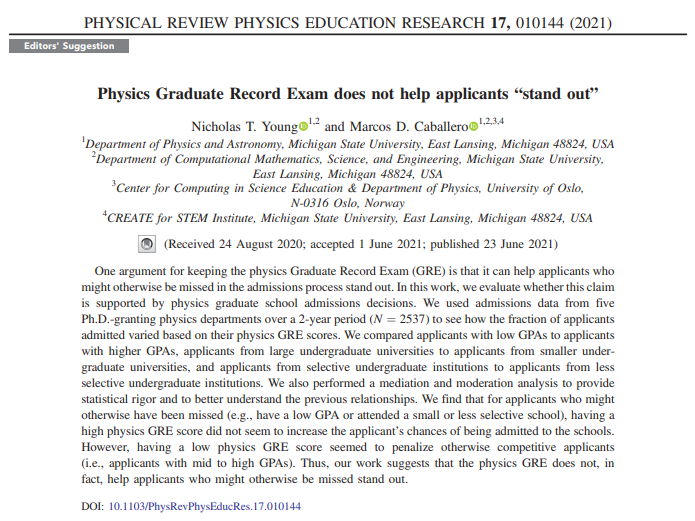 PHYSICAL REVIEW PHYSICS EDUCATION RESEARCH 17, 010144 (2021)
Editors' Suggestion
Physics Graduate Record Exam does not help applicants “stand out”
Nicholas T. Young 1,2 and Marcos D. Caballero 1,2,3,4
1Department of Physics and Astronomy, Michigan State University, East Lansing, Michigan 48824, USA
2Department of Computational Mathematics, Science, and Engineering, Michigan State University,
East Lansing, Michigan 48824, USA
3Center for Computing in Science Education & Department of Physics, University of Oslo,
N-0316 Oslo, Norway
4CREATE for STEM Institute, Michigan State University, East Lansing, Michigan 48824, USA
(Received 24 August 2020; accepted 1 June 2021; published 23 June 2021)
One argument for keeping the physics Graduate Record Exam (GRE) is that it can help applicants who
might otherwise be missed in the admissions process stand out. In this work, we evaluate whether this claim
is supported by physics graduate school admissions decisions. We used admissions data from five
Ph.D.-granting physics departments over a 2-year period (N = 2537) to see how the fraction of applicants
admitted varied based on their physics GRE scores. We compared applicants with low GPAs to applicants
with higher GPAs, applicants from large undergraduate universities to applicants from smaller under-
graduate universities, and applicants from selective undergraduate institutions to applicants from less
selective undergraduate institutions. We also performed a mediation and moderation analysis to provide
statistical rigor and to better understand the previous relationships. We find that for applicants who might
otherwise have been missed (e.g., have a low GPA or attended a small or less selective school), having a
high physics GRE score did not seem to increase the applicant's chances of being admitted to the schools.
However, having a low physics GRE score seemed to penalize otherwise competitive applicants
(i.e., applicants with mid to high GPAs). Thus, our work suggests that the physics GRE does not, in
fact, help applicants who might otherwise be missed stand out.
DOI: 10.1103/PhysRevPhysEducRes.17.010144